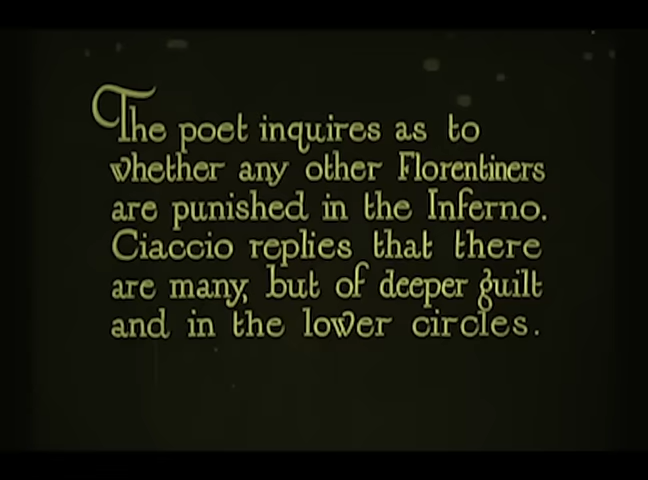 The poet inquires as to
whether any other Florentiners
are punished in the Inferno.
Ciaccio replies that there
are many, but of deeper guilt
and in the lower circles.